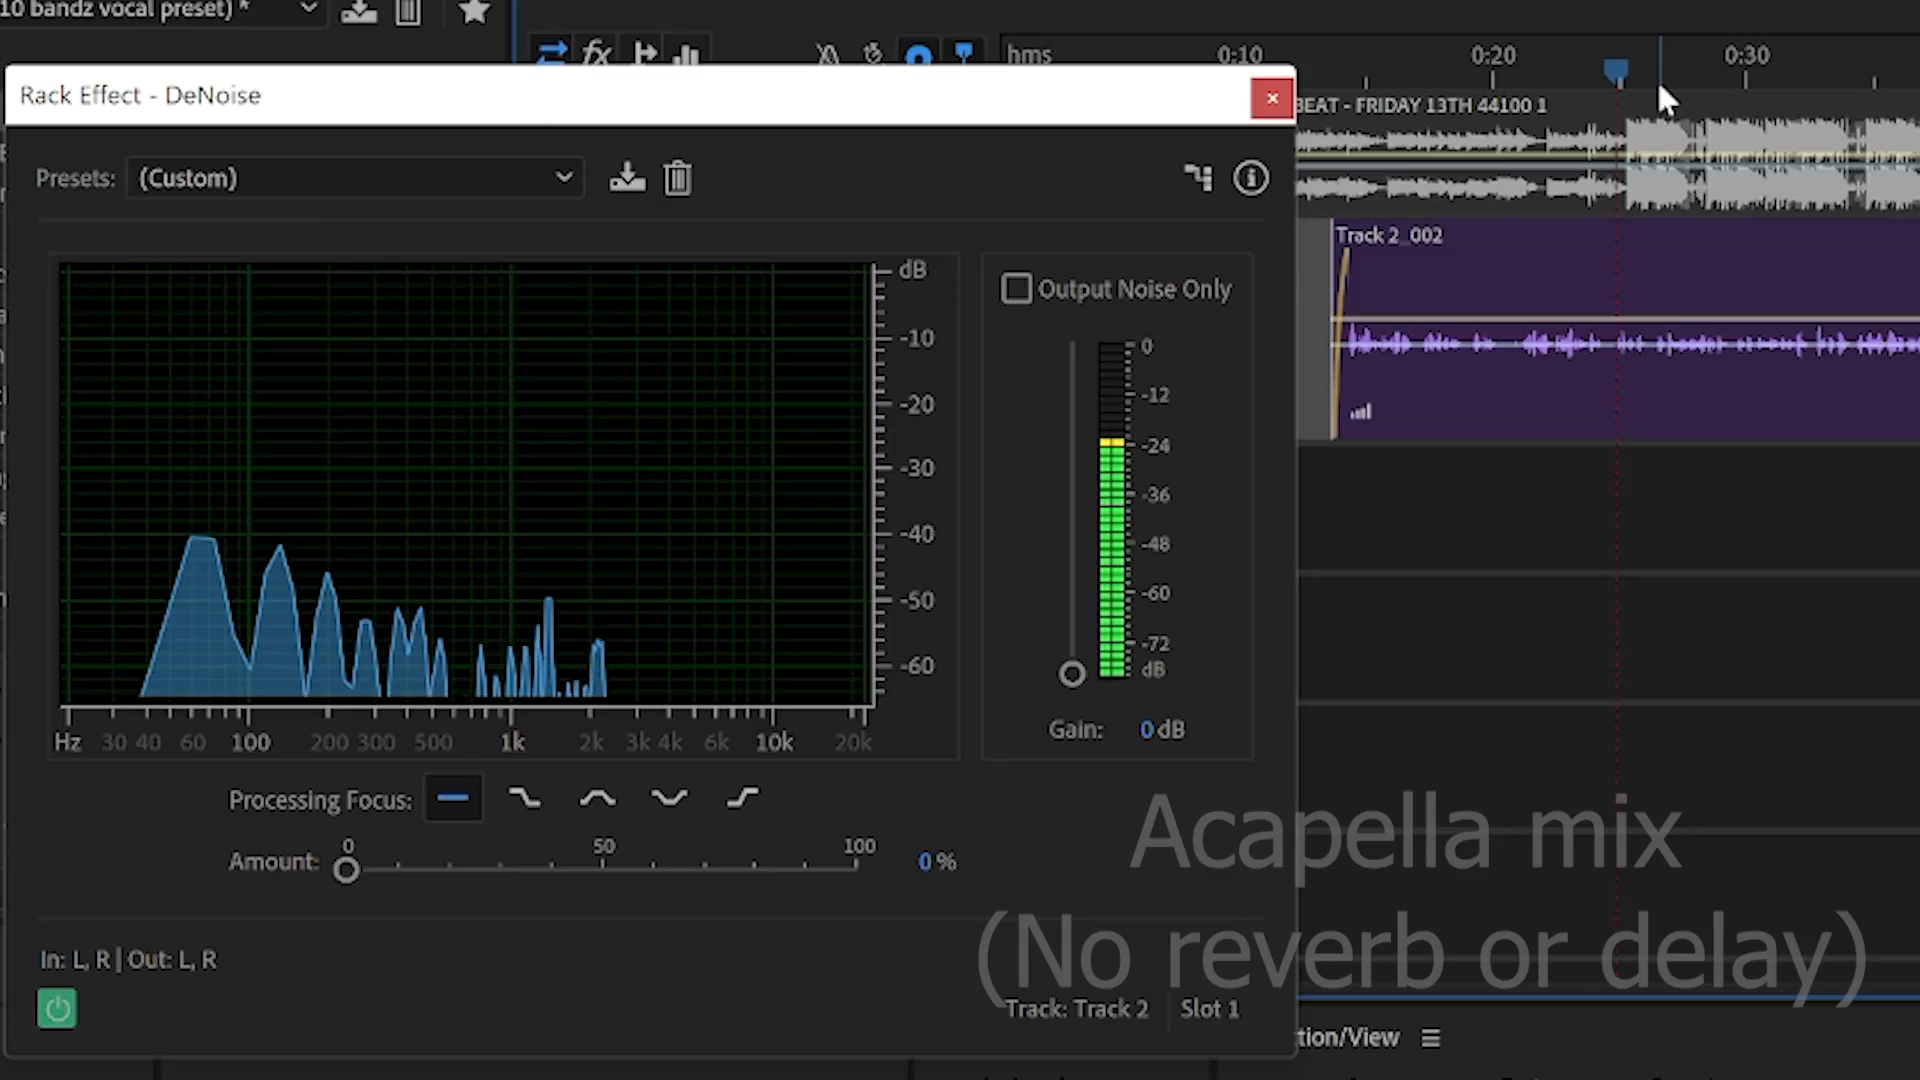 10 bandz vocal preset) *
fx
hms 0:10 0:20 0:30
Rack Effect - DeNoise
BEAT - FRIDAY 13TH 44100 1
Presets: (Custom)
Track 2_002
dB
-10
-20
-30
-40
-50
-60
Output Noise Only
0
-12
-24
-36
-48
-60
-72
dB
Gain: 0 dB
Hz 30 40 60 100 200 300 500 1k 2k 3k 4k 6k 10k 20k
Processing Focus:
0 50 100
Amount: 0 %
Acapella mix
(No reverb or delay)
In: L, R | Out: L, R
Track: Track 2 Slot 1
tion/View